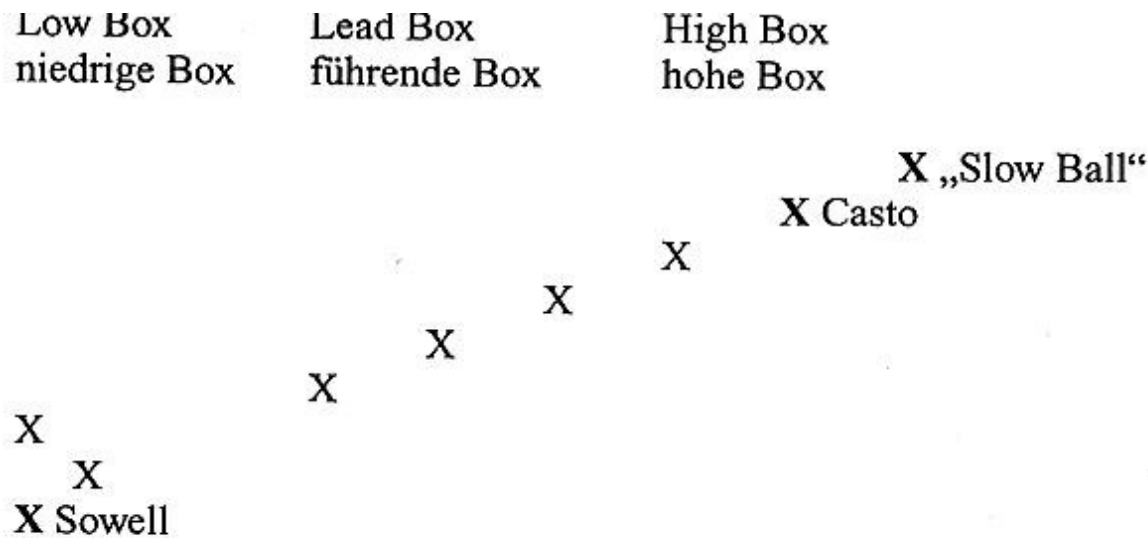 Low Box Lead Box High Box
niedrige Box führende Box hohe Box
X „Slow Ball“
X Casto
X
X
X
X
X
X
X Sowell